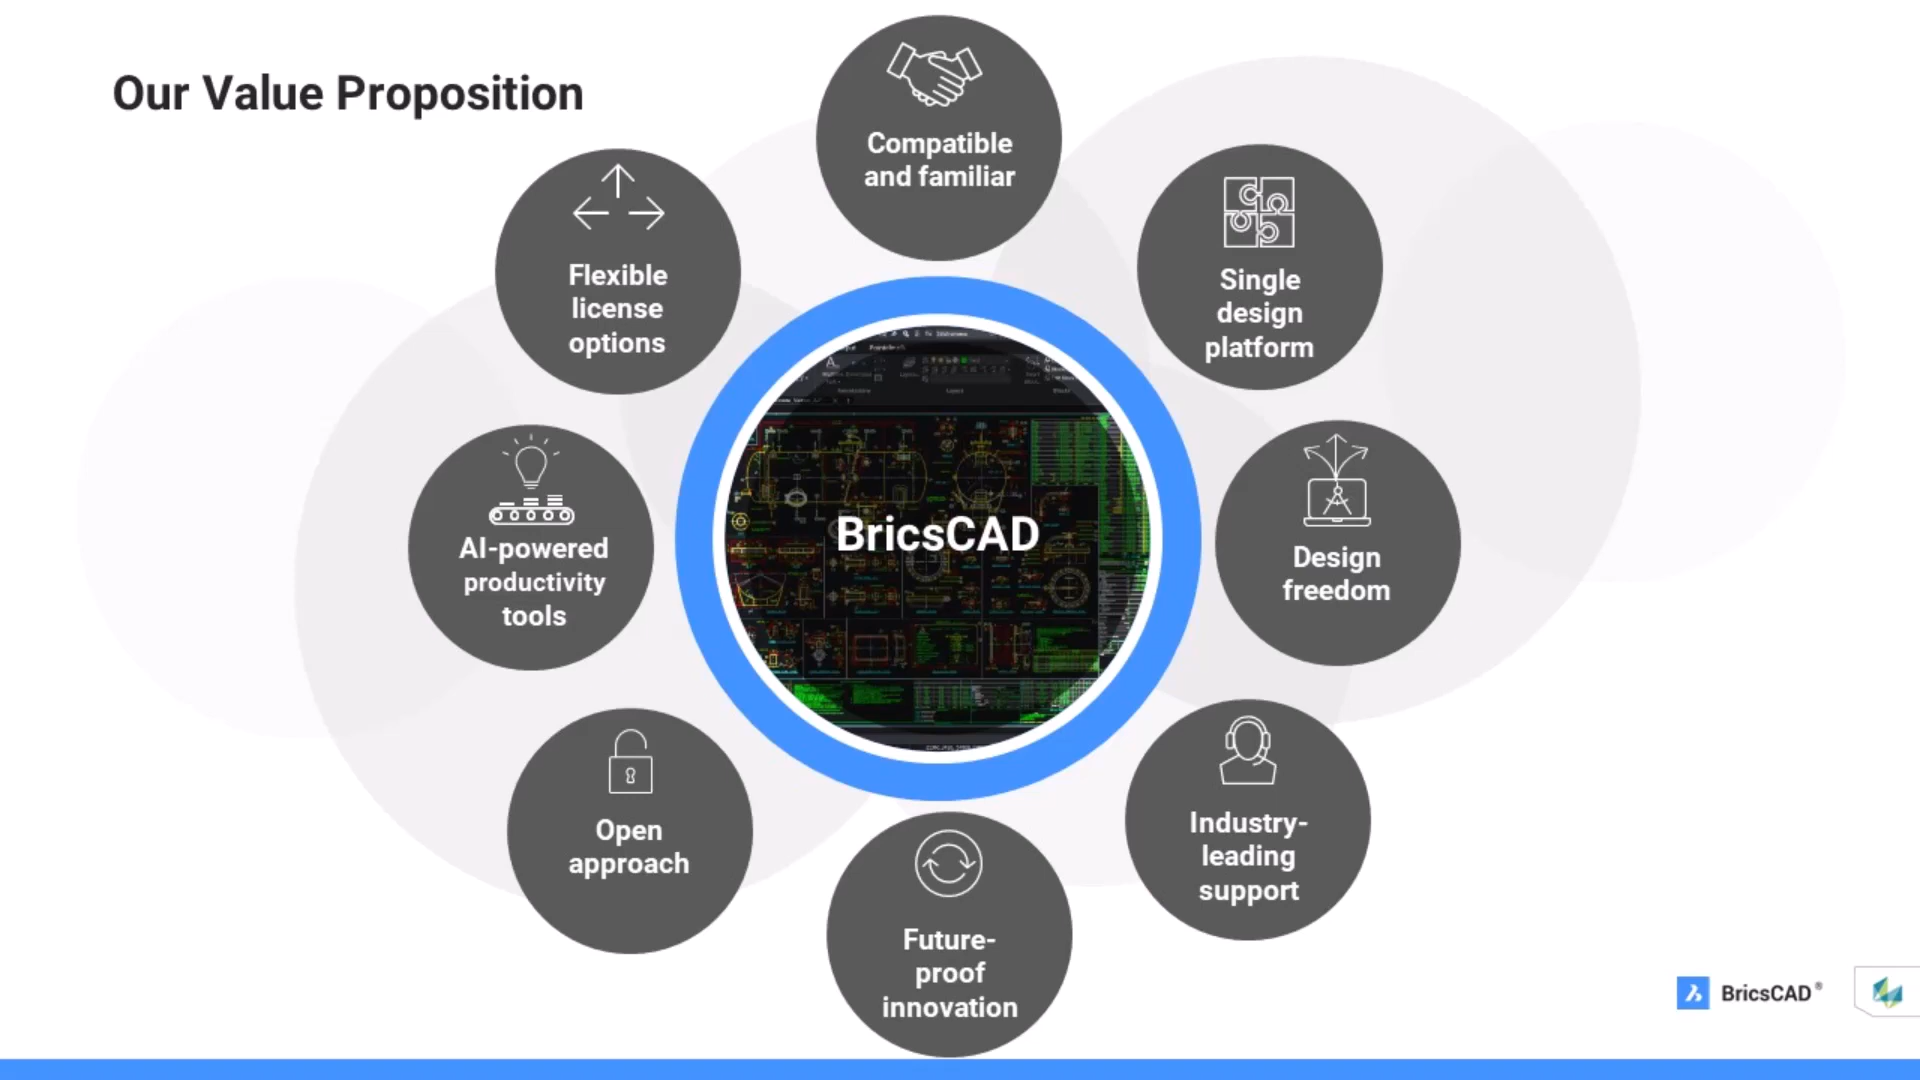 Our Value Proposition
Compatible
and familiar
Flexible
license
options
Single
design
platform
AI-powered
productivity
tools
BricsCAD
Design
freedom
Open
approach
Industry-
leading
support
Future-
proof
innovation
BricsCAD®